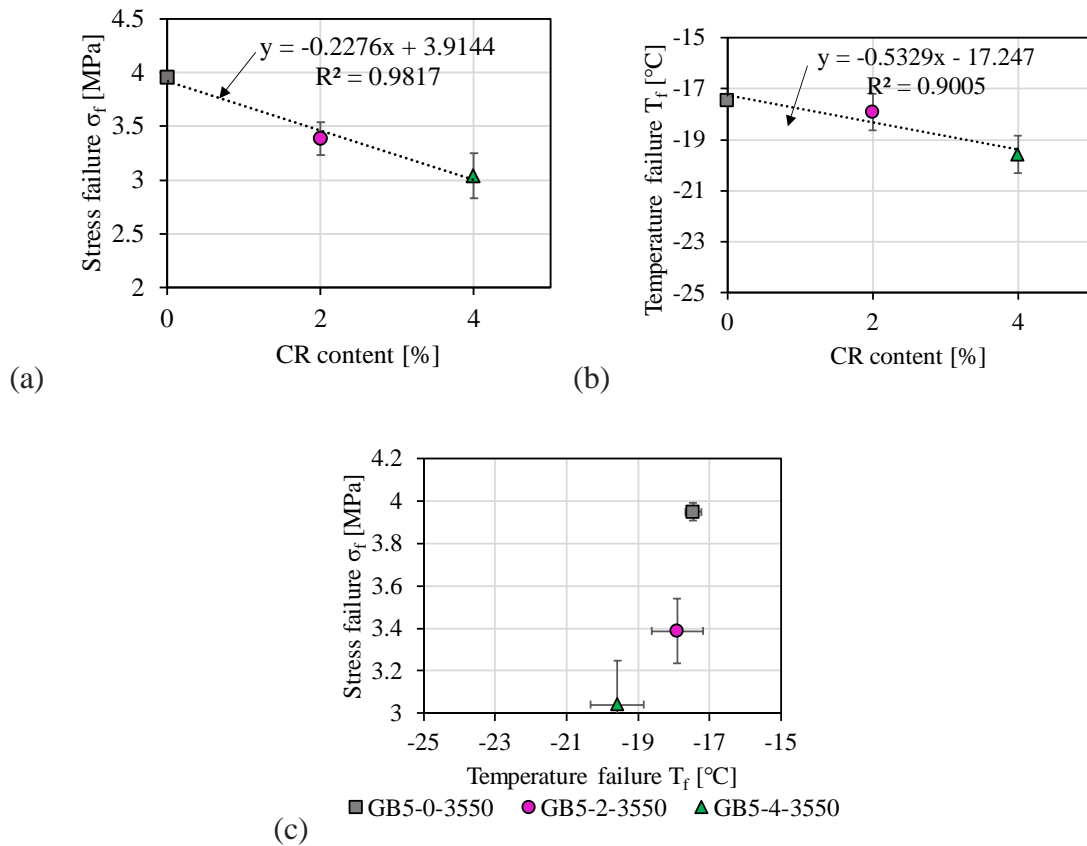 Stress failure σf [MPa]
4.5
4
3.5
3
2.5
2
y = -0.2276x + 3.9144
R² = 0.9817
0 2 4
CR content [%]
(a)
Temperature failure Tf [°C]
-15
-17
-19
-21
-23
-25
y = -0.5329x - 17.247
R² = 0.9005
0 2 4
CR content [%]
(b)
Stress failure σf [MPa]
4.2
4
3.8
3.6
3.4
3.2
3
-25 -23 -21 -19 -17 -15
Temperature failure Tf [°C]
GB5-0-3550 GB5-2-3550 GB5-4-3550
(c)